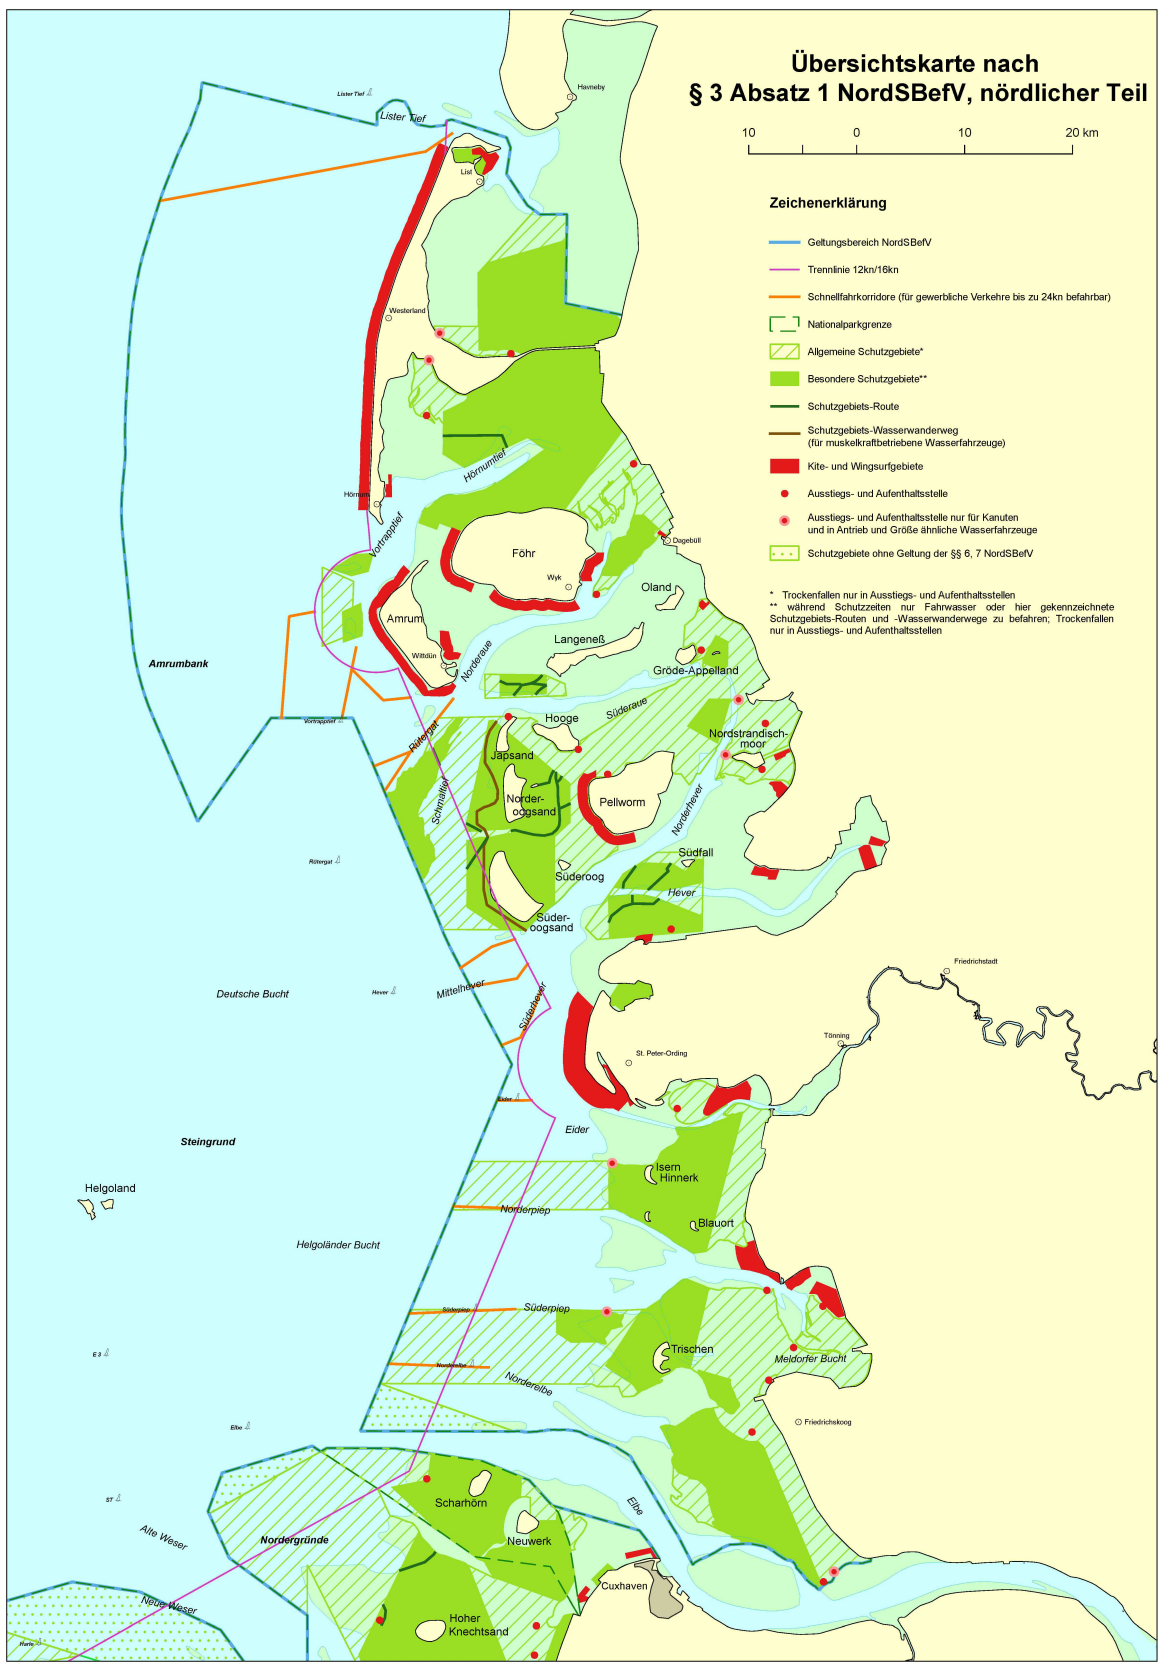 Übersichtskarte nach
§ 3 Absatz 1 NordSBefV, nördlicher Teil
10 0 10 20 km
Zeichenerklärung
Geltungsbereich NordSBefV
Trennlinie 12kn/16kn
Schnellfahrkorridore (für gewerbliche Verkehre bis zu 24kn befahrbar)
Nationalparkgrenze
Allgemeine Schutzgebiete*
Besondere Schutzgebiete**
Schutzgebiets-Route
Schutzgebiets-Wasserwanderweg
(für muskelkraftbetriebene Wasserfahrzeuge)
Kite- und Wingsurfgebiete
Ausstiegs- und Aufenthaltsstelle
Ausstiegs- und Aufenthaltsstelle nur für Kanuten
und in Antrieb und Größe ähnliche Wasserfahrzeuge
Schutzgebiete ohne Geltung der §§ 6, 7 NordSBefV
* Trockenfallen nur in Ausstiegs- und Aufenthaltsstellen
** während Schutzzeiten nur Fahrwasser oder hier gekennzeichnete
Schutzgebiets-Routen und -Wasserwanderwege zu befahren; Trockenfallen
nur in Ausstiegs- und Aufenthaltsstellen
Havneby
Lister Tief
Lister Tief
List
Westerland
Hörnumtief
Hörnum
Vortrapptief
Dagebüll
Föhr
Wyk
Oland
Amrum
Langeneß
Wittdün
Norderaue
Amrumbank
Gröde-Appelland
Süderaue
Vortrapptief
Hooge
Rütergat
Nordstrandisch-
moor
Japsand
Schmaltief
Norder-
oogsand
Pellworm
Norderhever
Rütergat
Südfall
Süderoog
Hever
Süder-
oogsand
Friedrichstadt
Deutsche Bucht
Hever
Mittelhever
Süderhever
Tönning
St. Peter-Ording
Eider
Eider
Steingrund
Isern
Hinnerk
Helgoland
Norderpiep
Blauort
Helgoländer Bucht
Süderpiep
Süderpiep
E 3
Trischen
Meldorfer Bucht
Norderelbe
Norderelbe
Elbe
Friedrichskoog
ST
Scharhörn
Elbe
Alte Weser
Nordergründe
Neuwerk
Cuxhaven
Neue Weser
Hoher
Knechtsand
Harle